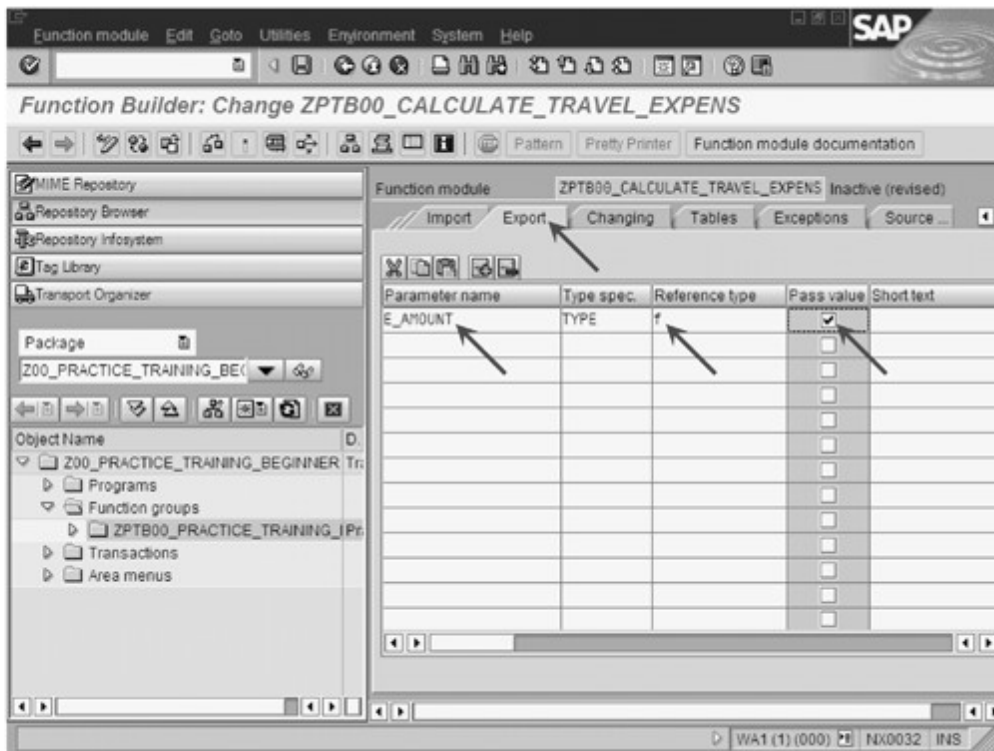 Function module Edit Goto Utilities Environment System Help
SAP
Function Builder: Change ZPTB00_CALCULATE_TRAVEL_EXPENS
Pattern Pretty Printer Function module documentation
MIME Repository
Repository Browser
Repository Infosystem
Tag Library
Transport Organizer
Package
Z00_PRACTICE_TRAINING_BE(
Object Name D.
Z00_PRACTICE_TRAINING_BEGINNER Tra
Programs
Function groups
ZPTB00_PRACTICE_TRAINING_ Pr
Transactions
Area menus
Function module ZPTB00_CALCULATE_TRAVEL_EXPENS Inactive (revised)
Import Export Changing Tables Exceptions Source ...
Parameter name Type spec. Reference type Pass value Short text
E_AMOUNT TYPE f
WA1 (1) (000) NX0032 INS